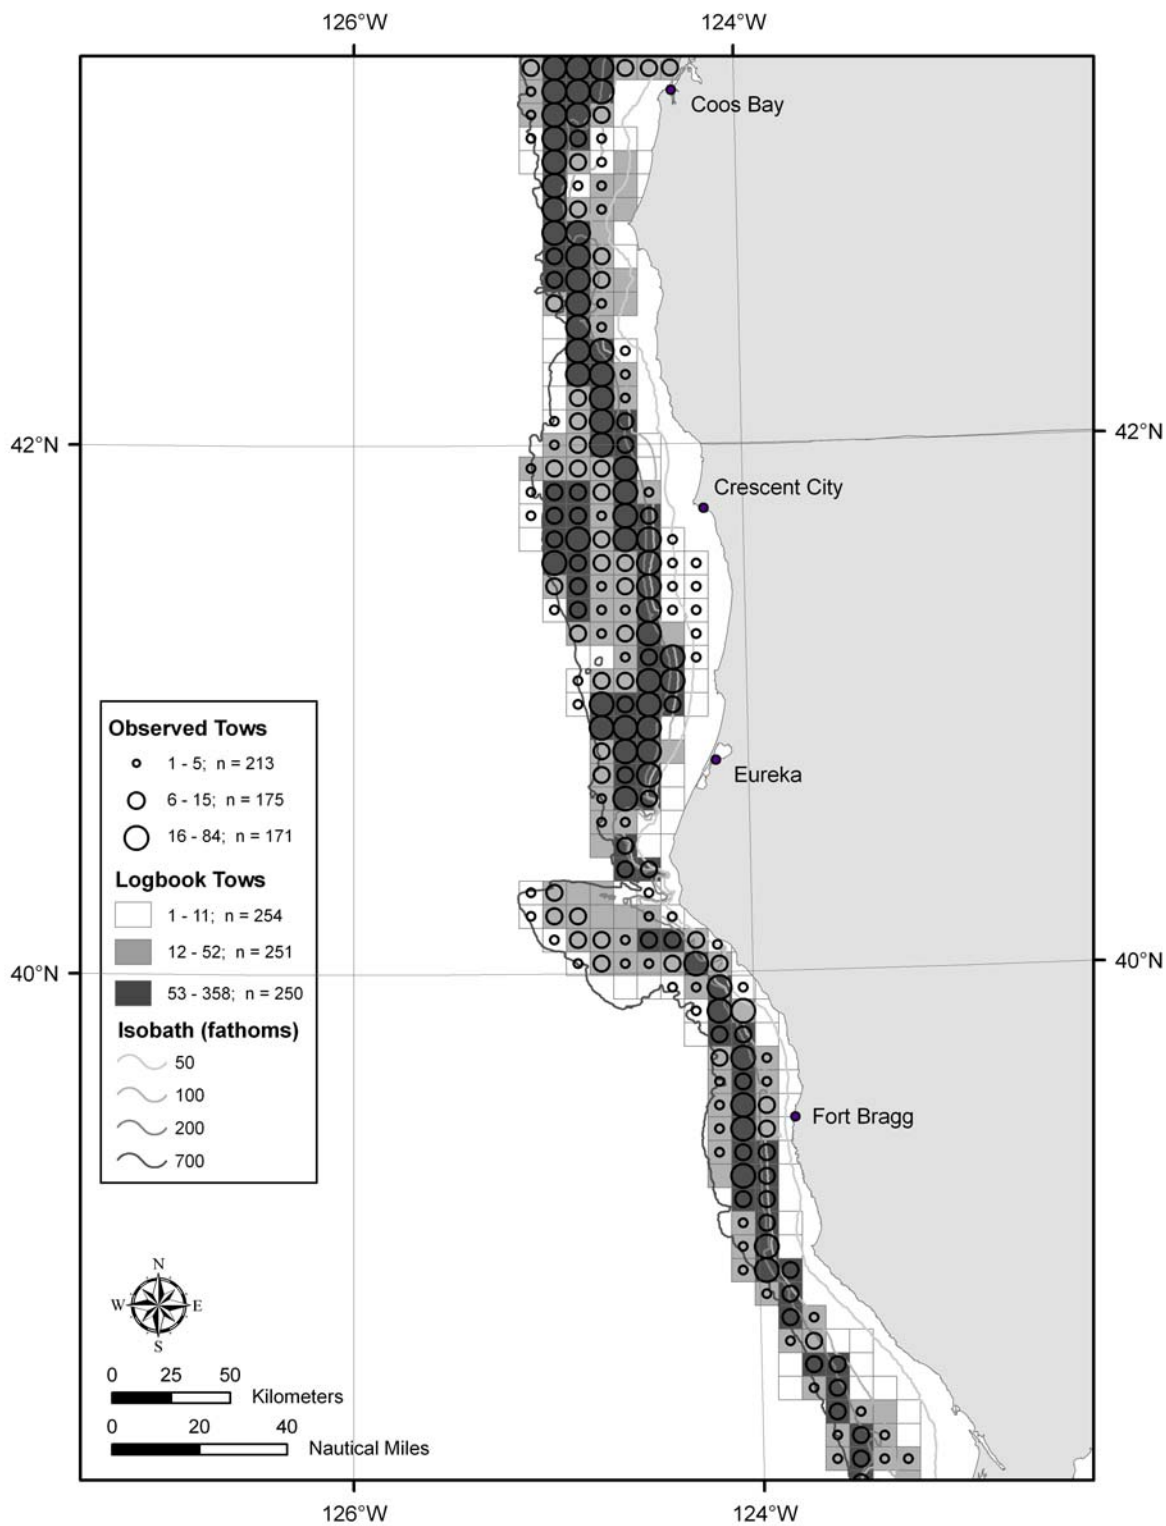 126°W 124°W
Coos Bay
42°N 42°N
Crescent City
Observed Tows
1 - 5; n = 213
6 - 15; n = 175
16 - 84; n = 171
Eureka
Logbook Tows
1 - 11; n = 254
12 - 52; n = 251
53 - 358; n = 250
40°N 40°N
Isobath (fathoms)
50
100
200
700
Fort Bragg
N
W E
S
0 25 50
Kilometers
0 20 40
Nautical Miles
126°W 124°W